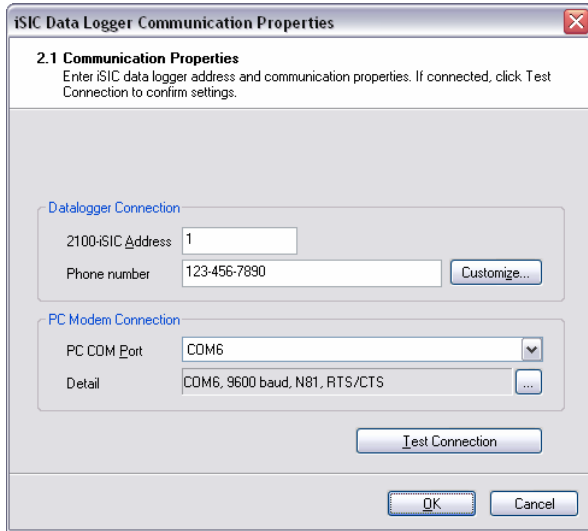 iSIC Data Logger Communication Properties
2.1 Communication Properties
Enter iSIC data logger address and communication properties. If connected, click Test
Connection to confirm settings.
Datalogger Connection
2100-iSIC Address 1
Phone number 123-456-7890 Customize...
PC Modem Connection
PC COM Port COM6
Detail COM6, 9600 baud, N81, RTS/CTS ...
Test Connection
OK Cancel